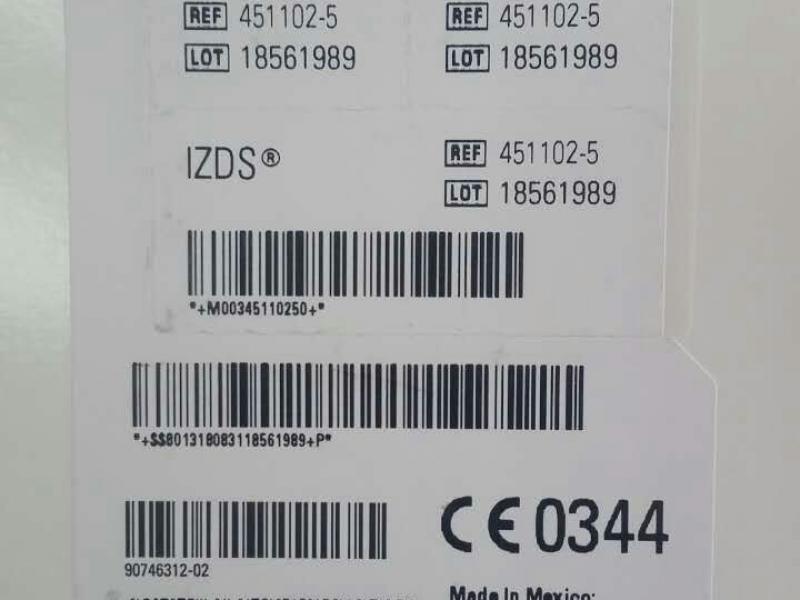 REF 451102-5 REF 451102-5
LOT 18561989 LOT 18561989
IZDS® REF 451102-5
LOT 18561989
*+M00345110250+*
*+$$801318083118561989+P*
90746312-02
CE 0344
Made In Mexico: